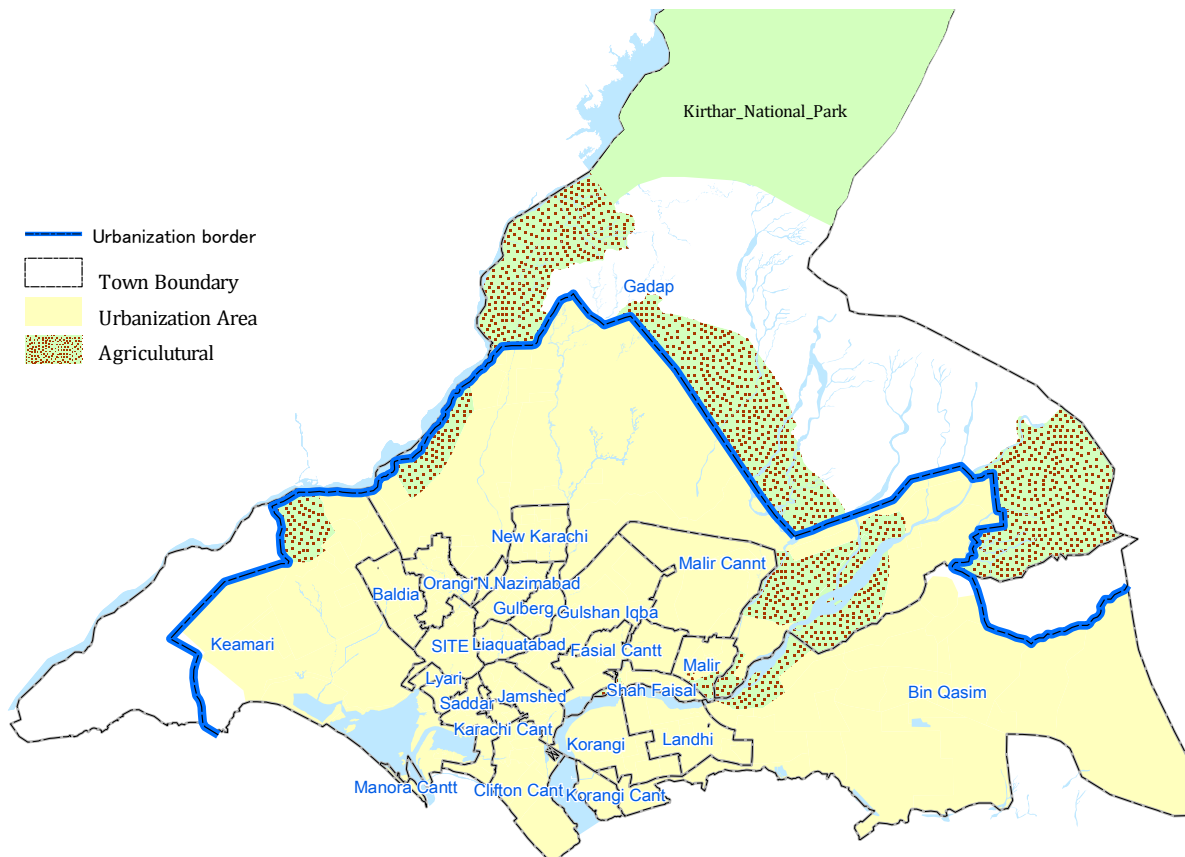 Kirthar_National_Park
Urbanization border
Town Boundary
Urbanization Area
Agriculutural
Gadap
New Karachi
Malir Cannt
Orangi
N.Nazimabad
Baldia
Gulberg
Gulshan Iqba
Keamari
SITE
Liaquatabad
Fasial Cantt
Malir
Lyari
Shah Faisal
Bin Qasim
Saddar
Jamshed
Karachi Cant
Korangi
Landhi
Manora Cantt
Clifton Cant
Korangi Cant